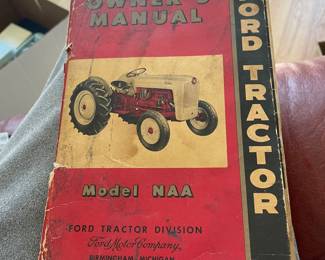 OWNER'S
MANUAL
FORD TRACTOR
Model NAA
FORD TRACTOR DIVISION
Ford Motor Company
BIRMINGHAM, MICHIGAN